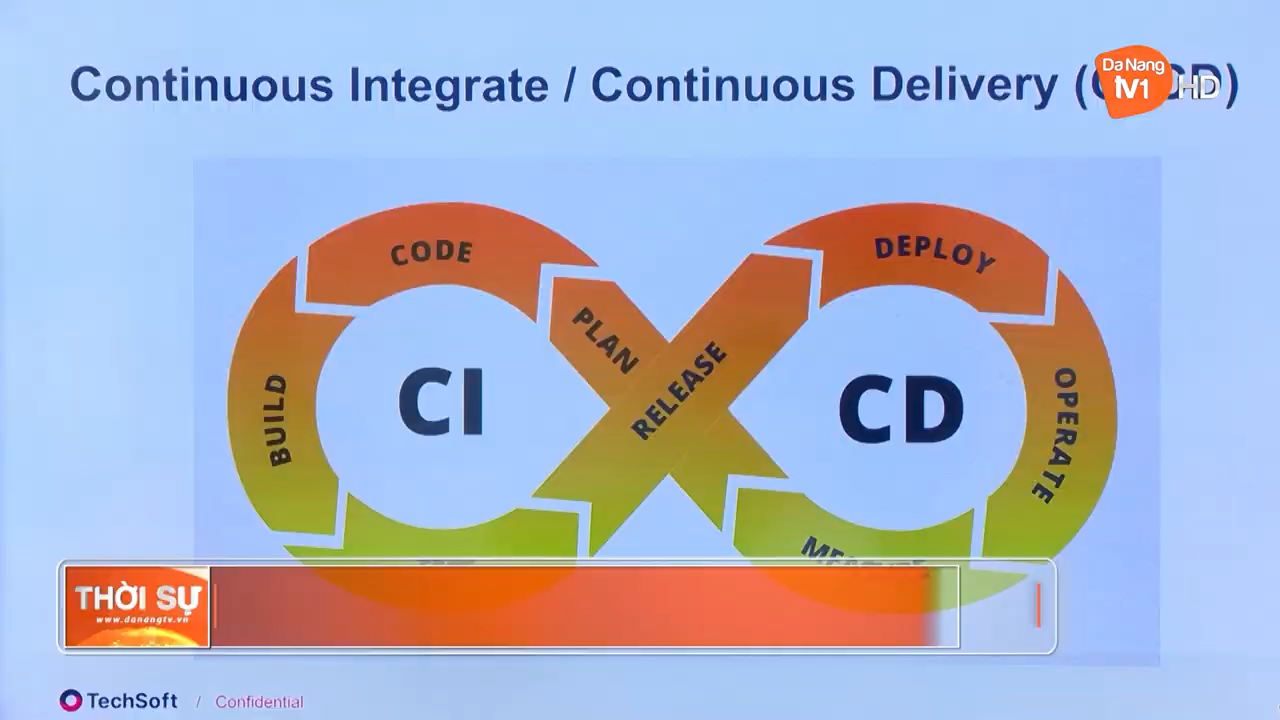 Continuous Integrate / Continuous Delivery (
Da Nang
TV1 HD
CODE
DEPLOY
PLAN
RELEASE
BUILD
CI
CD
OPERATE
THỜI SỰ
www.danangtv.vn
TechSoft / Confidential